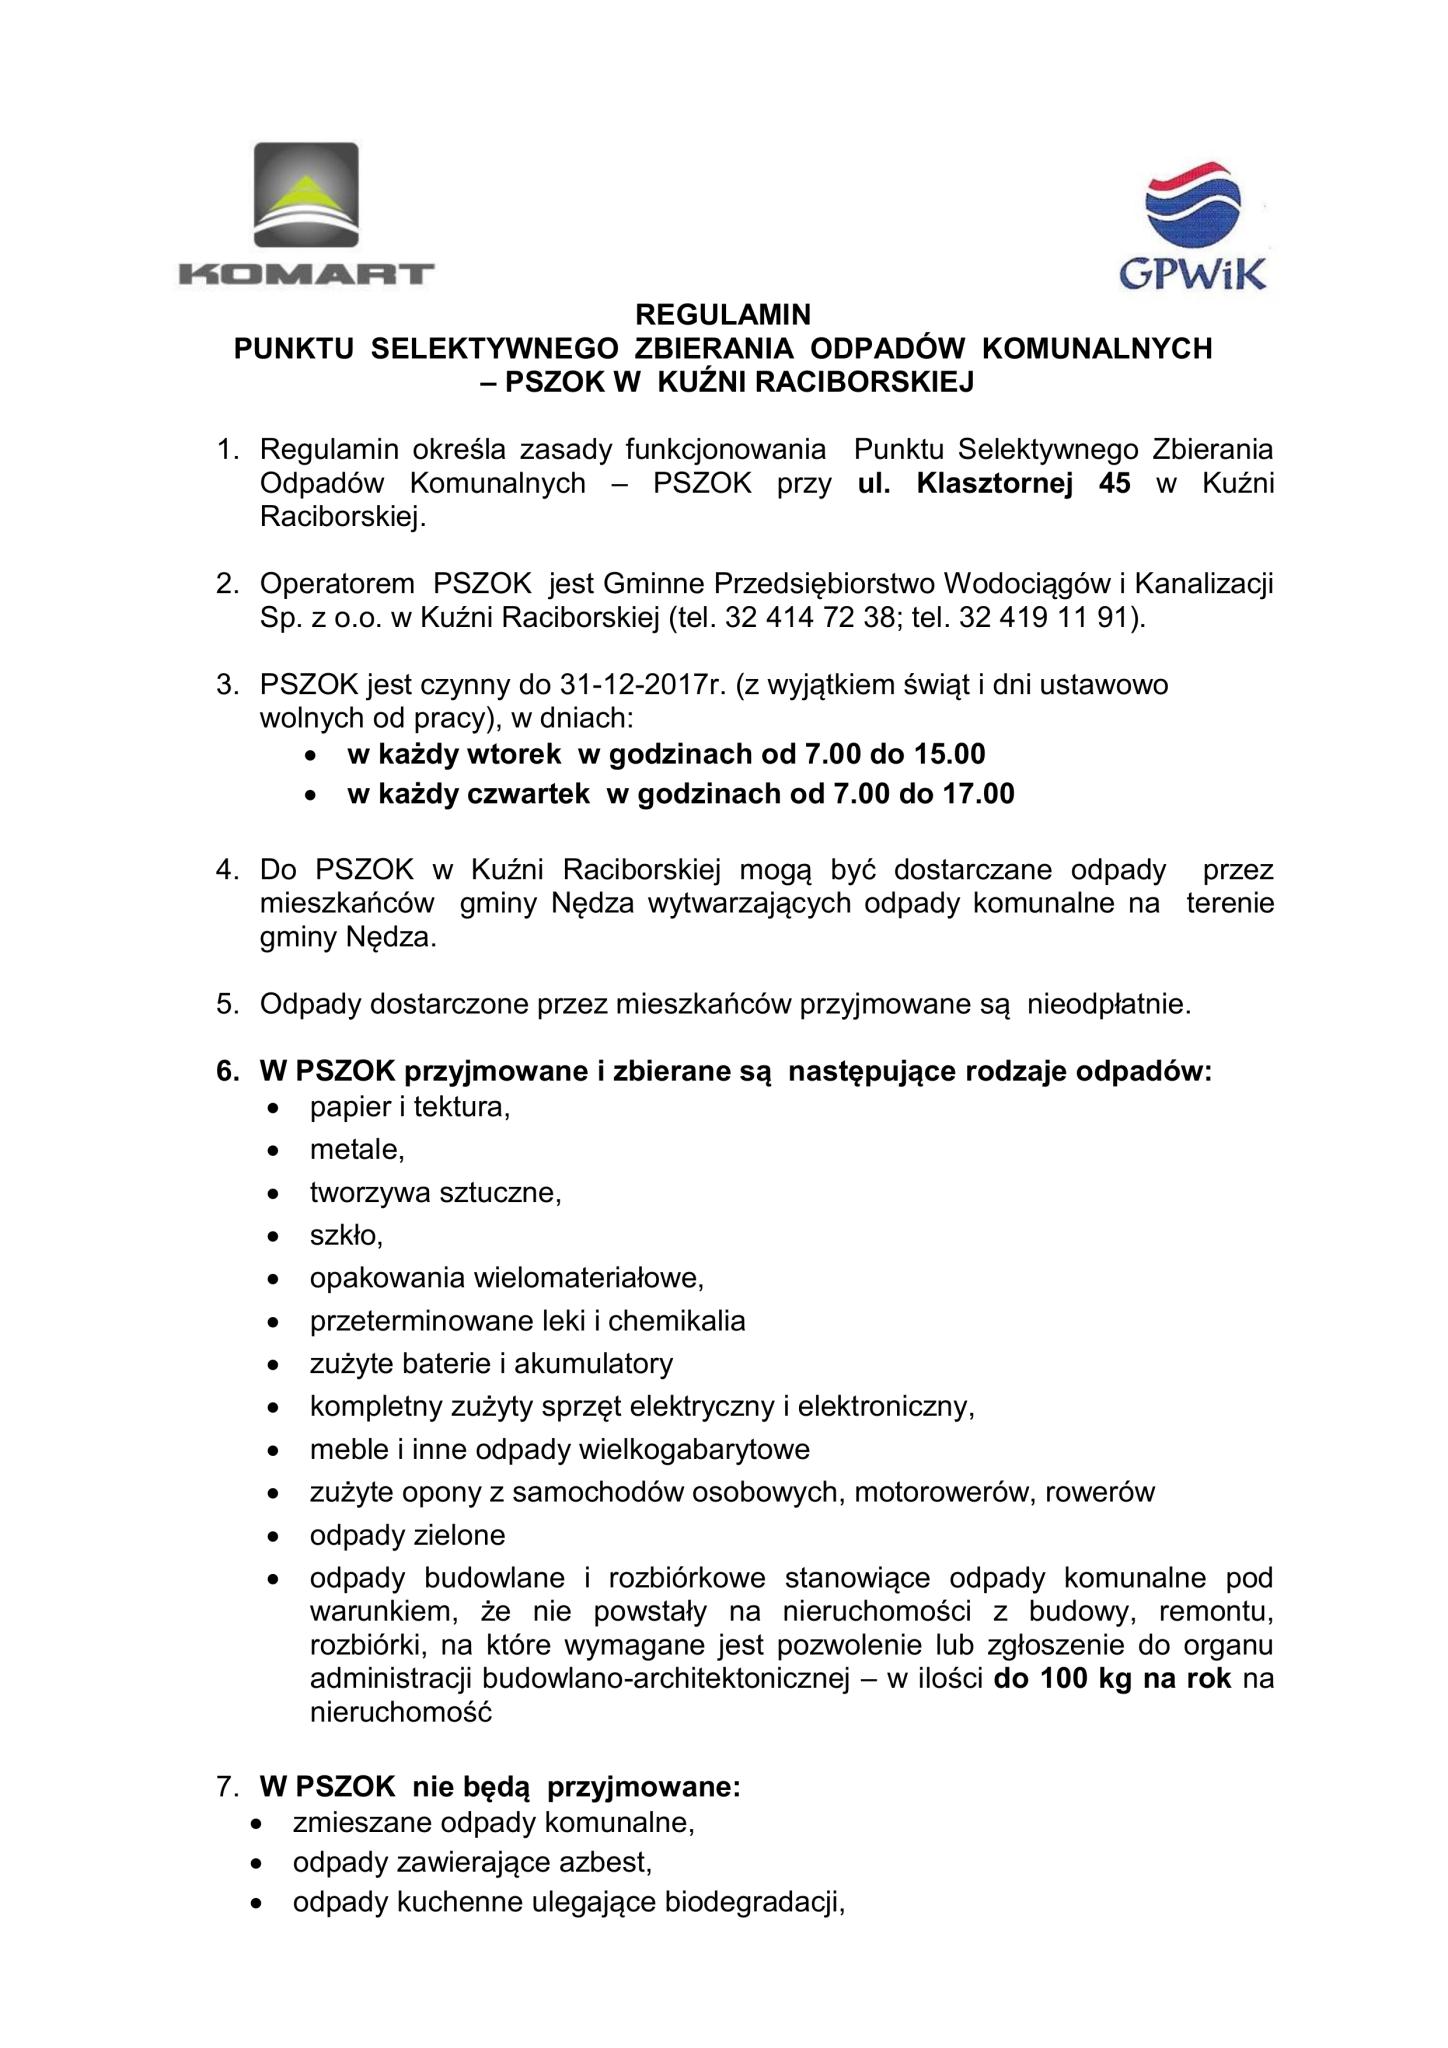 KOMART
GPWiK
REGULAMIN
PUNKTU SELEKTYWNEGO ZBIERANIA ODPADÓW KOMUNALNYCH
– PSZOK W KUŹNI RACIBORSKIEJ
1. Regulamin określa zasady funkcjonowania Punktu Selektywnego Zbierania
Odpadów Komunalnych – PSZOK przy ul. Klasztornej 45 w Kuźni
Raciborskiej.
2. Operatorem PSZOK jest Gminne Przedsiębiorstwo Wodociągów i Kanalizacji
Sp. z o.o. w Kuźni Raciborskiej (tel. 32 414 72 38; tel. 32 419 11 91).
3. PSZOK jest czynny do 31-12-2017r. (z wyjątkiem świąt i dni ustawowo
wolnych od pracy), w dniach:
• w każdy wtorek w godzinach od 7.00 do 15.00
• w każdy czwartek w godzinach od 7.00 do 17.00
4. Do PSZOK w Kuźni Raciborskiej mogą być dostarczane odpady przez
mieszkańców gminy Nędza wytwarzających odpady komunalne na terenie
gminy Nędza.
5. Odpady dostarczone przez mieszkańców przyjmowane są nieodpłatnie.
6. W PSZOK przyjmowane i zbierane są następujące rodzaje odpadów:
• papier i tektura,
• metale,
• tworzywa sztuczne,
• szkło,
• opakowania wielomateriałowe,
• przeterminowane leki i chemikalia
• zużyte baterie i akumulatory
• kompletny zużyty sprzęt elektryczny i elektroniczny,
• meble i inne odpady wielkogabarytowe
• zużyte opony z samochodów osobowych, motorowerów, rowerów
• odpady zielone
• odpady budowlane i rozbiórkowe stanowiące odpady komunalne pod
warunkiem, że nie powstały na nieruchomości z budowy, remontu,
rozbiórki, na które wymagane jest pozwolenie lub zgłoszenie do organu
administracji budowlano-architektonicznej – w ilości do 100 kg na rok na
nieruchomość
7. W PSZOK nie będą przyjmowane:
• zmieszane odpady komunalne,
• odpady zawierające azbest,
• odpady kuchenne ulegające biodegradacji,